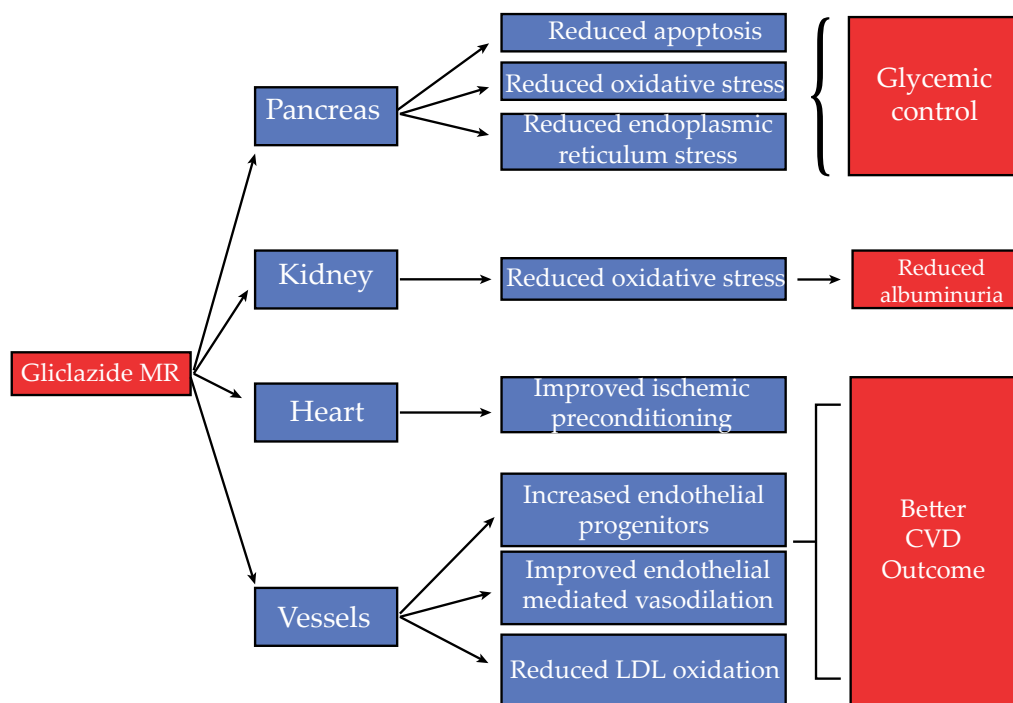 Gliclazide MR
Pancreas
Reduced apoptosis
Reduced oxidative stress
Reduced endoplasmic
reticulum stress
Glycemic
control
Kidney
Reduced oxidative stress
Reduced
albuminuria
Heart
Improved ischemic
preconditioning
Vessels
Increased endothelial
progenitors
Improved endothelial
mediated vasodilation
Reduced LDL oxidation
Better
CVD
Outcome